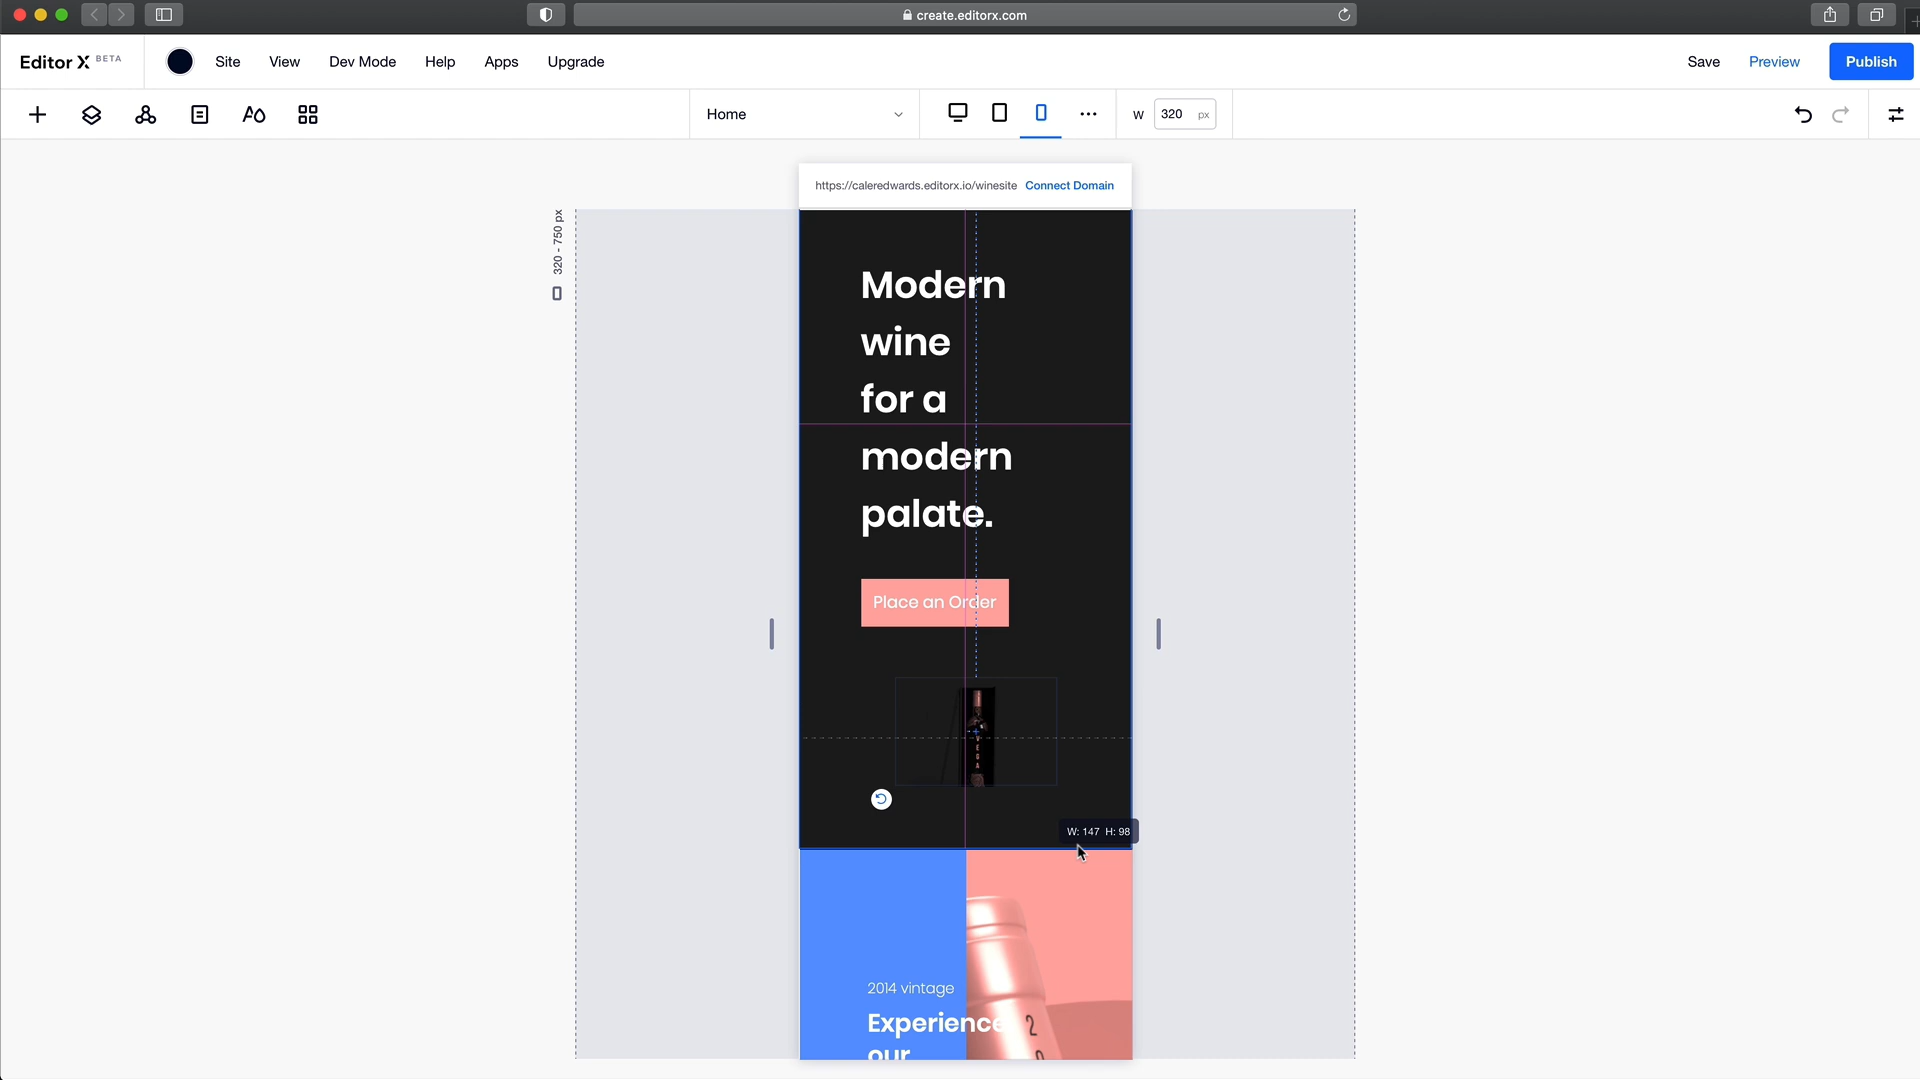 create.editorx.com
Editor X BETA
Site
View
Dev Mode
Help
Apps
Upgrade
Save
Preview
Publish
Home
W
320 px
https://caleredwards.editorx.io/winesite
Connect Domain
320 - 750 px
Modern
wine
for a
modern
palate.
Place an Order
VEGA
W: 147 H: 98
2014 vintage
Experience
our